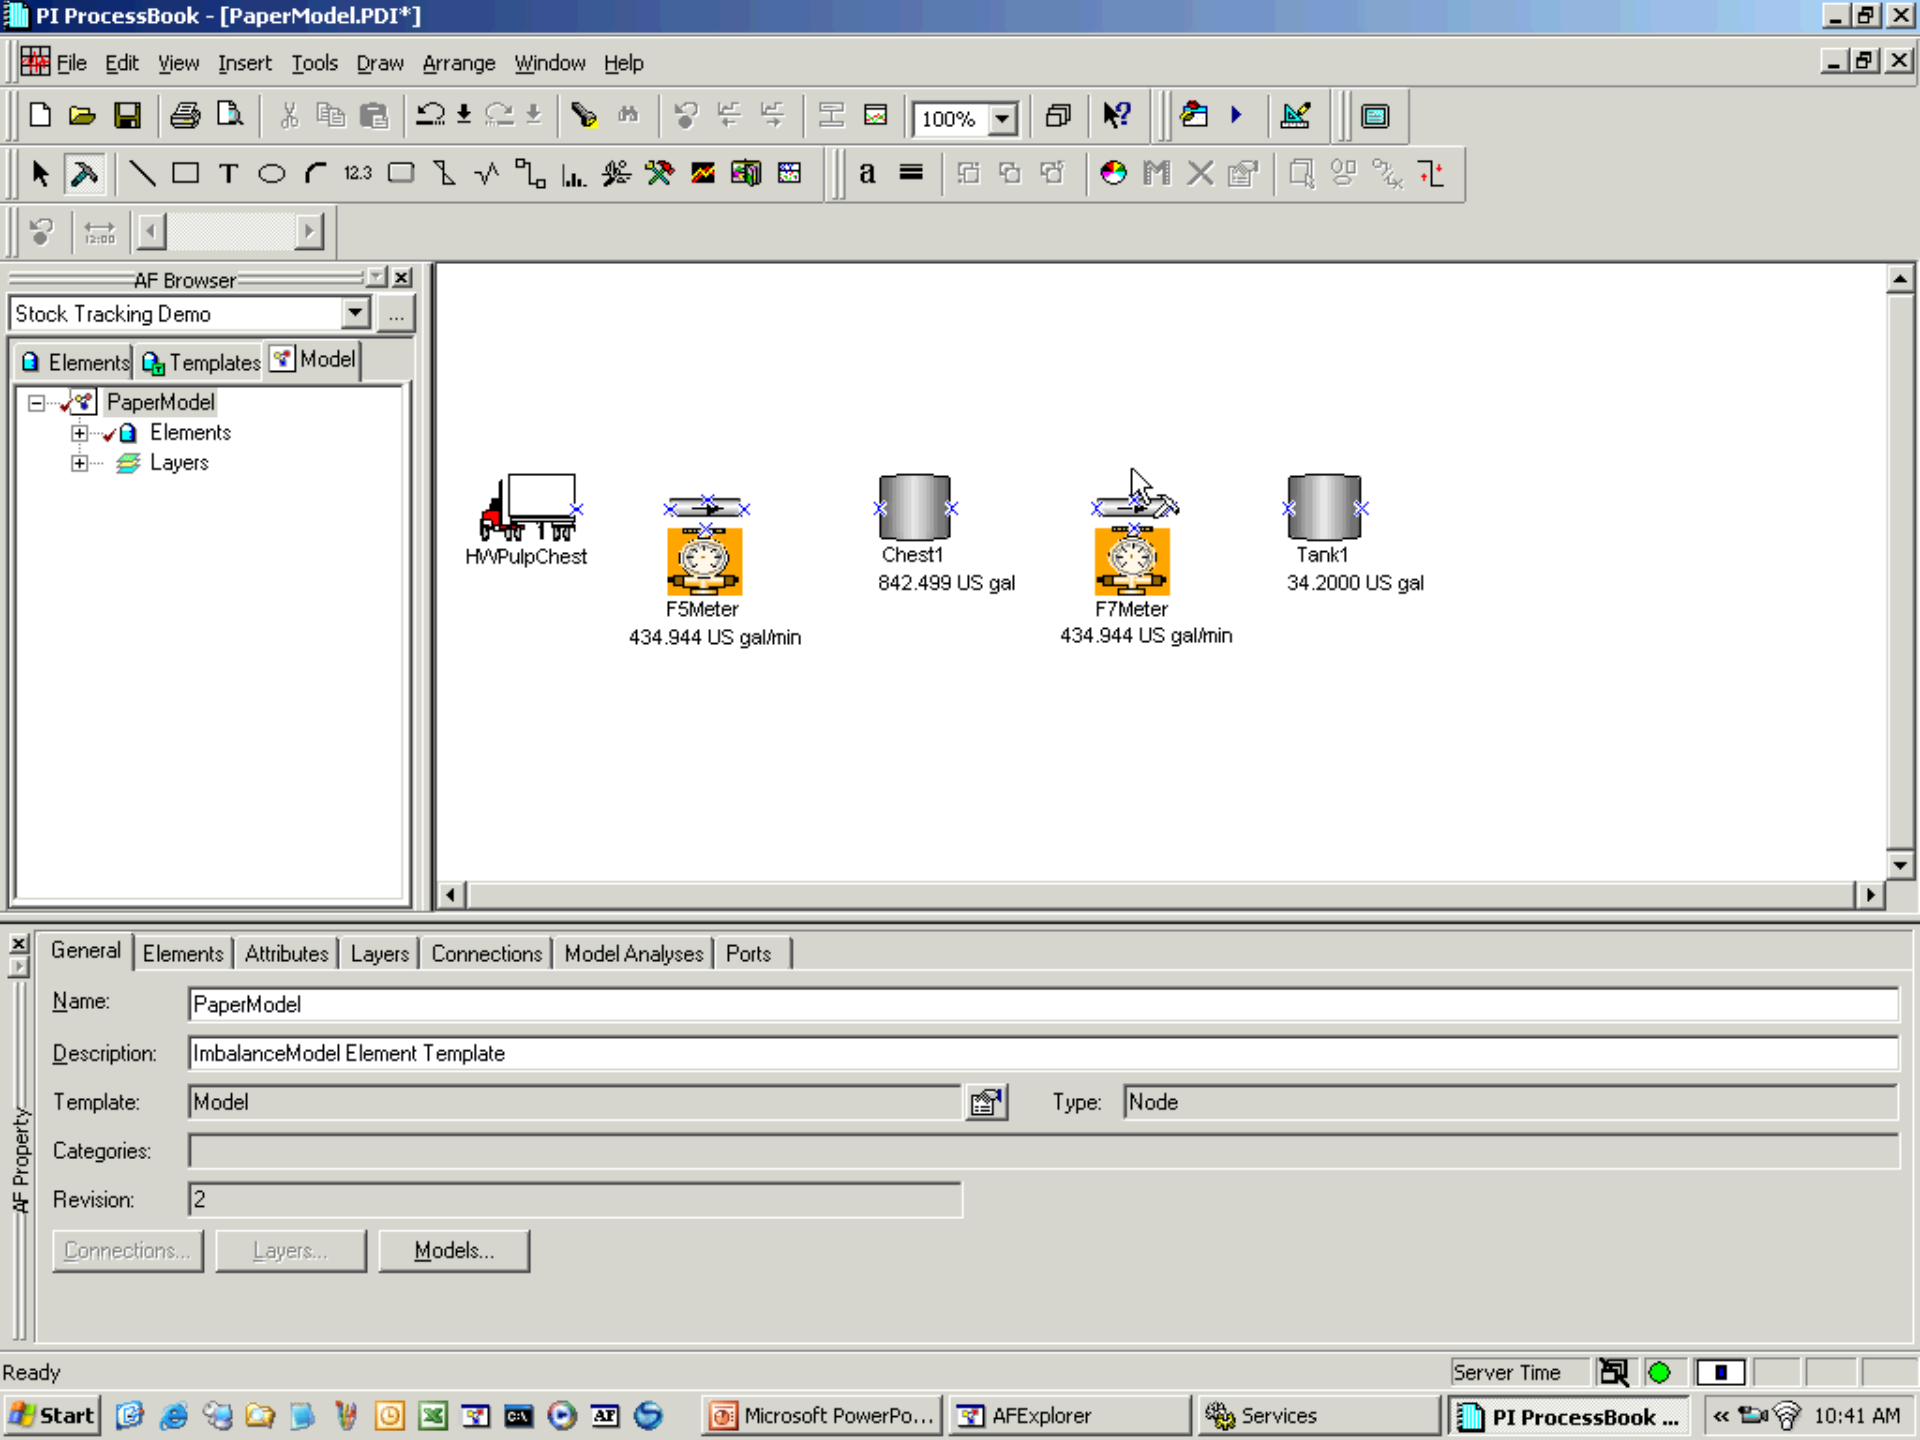 PI ProcessBook - [PaperModel.PDI*]
File Edit View Insert Tools Draw Arrange Window Help
100%
T 12.3 a
12:00
AF Browser
Stock Tracking Demo
...
Elements Templates Model
PaperModel
Elements
Layers
HWPulpChest
F5Meter
434.944 US gal/min
Chest1
842.499 US gal
F7Meter
434.944 US gal/min
Tank1
34.2000 US gal
General Elements Attributes Layers Connections Model Analyses Ports
Name: PaperModel
Description: ImbalanceModel Element Template
Template: Model Type: Node
Categories:
Revision: 2
Connections... Layers... Models...
AF Property
Ready Server Time
Start Microsoft PowerPo... AFExplorer Services PI ProcessBook ... « 10:41 AM